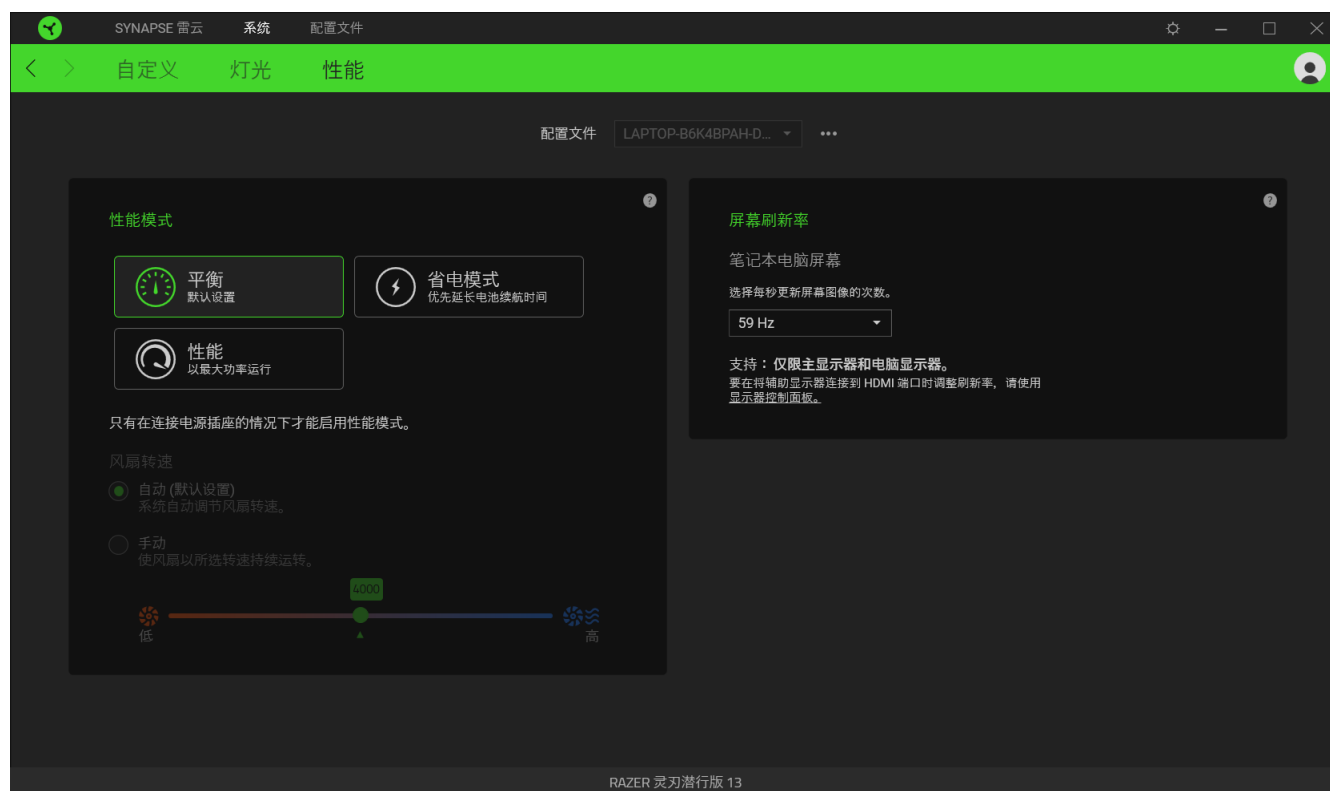 SYNAPSE 雷云 系统 配置文件
自定义 灯光 性能
配置文件 LAPTOP-B6K4BPAH-D... •••
性能模式
平衡
默认设置
省电模式
优先延长电池续航时间
性能
以最大功率运行
只有在连接电源插座的情况下才能启用性能模式。
风扇转速
自动 (默认设置)
系统自动调节风扇转速。
手动
使风扇以所选转速持续运转。
4000
低 高
屏幕刷新率
笔记本电脑屏幕
选择每秒更新屏幕图像的次数。
59 Hz
支持：仅限主显示器和电脑显示器。
要在将辅助显示器连接到 HDMI 端口时调整刷新率，请使用
显示器控制面板。
RAZER 灵刃潜行版 13